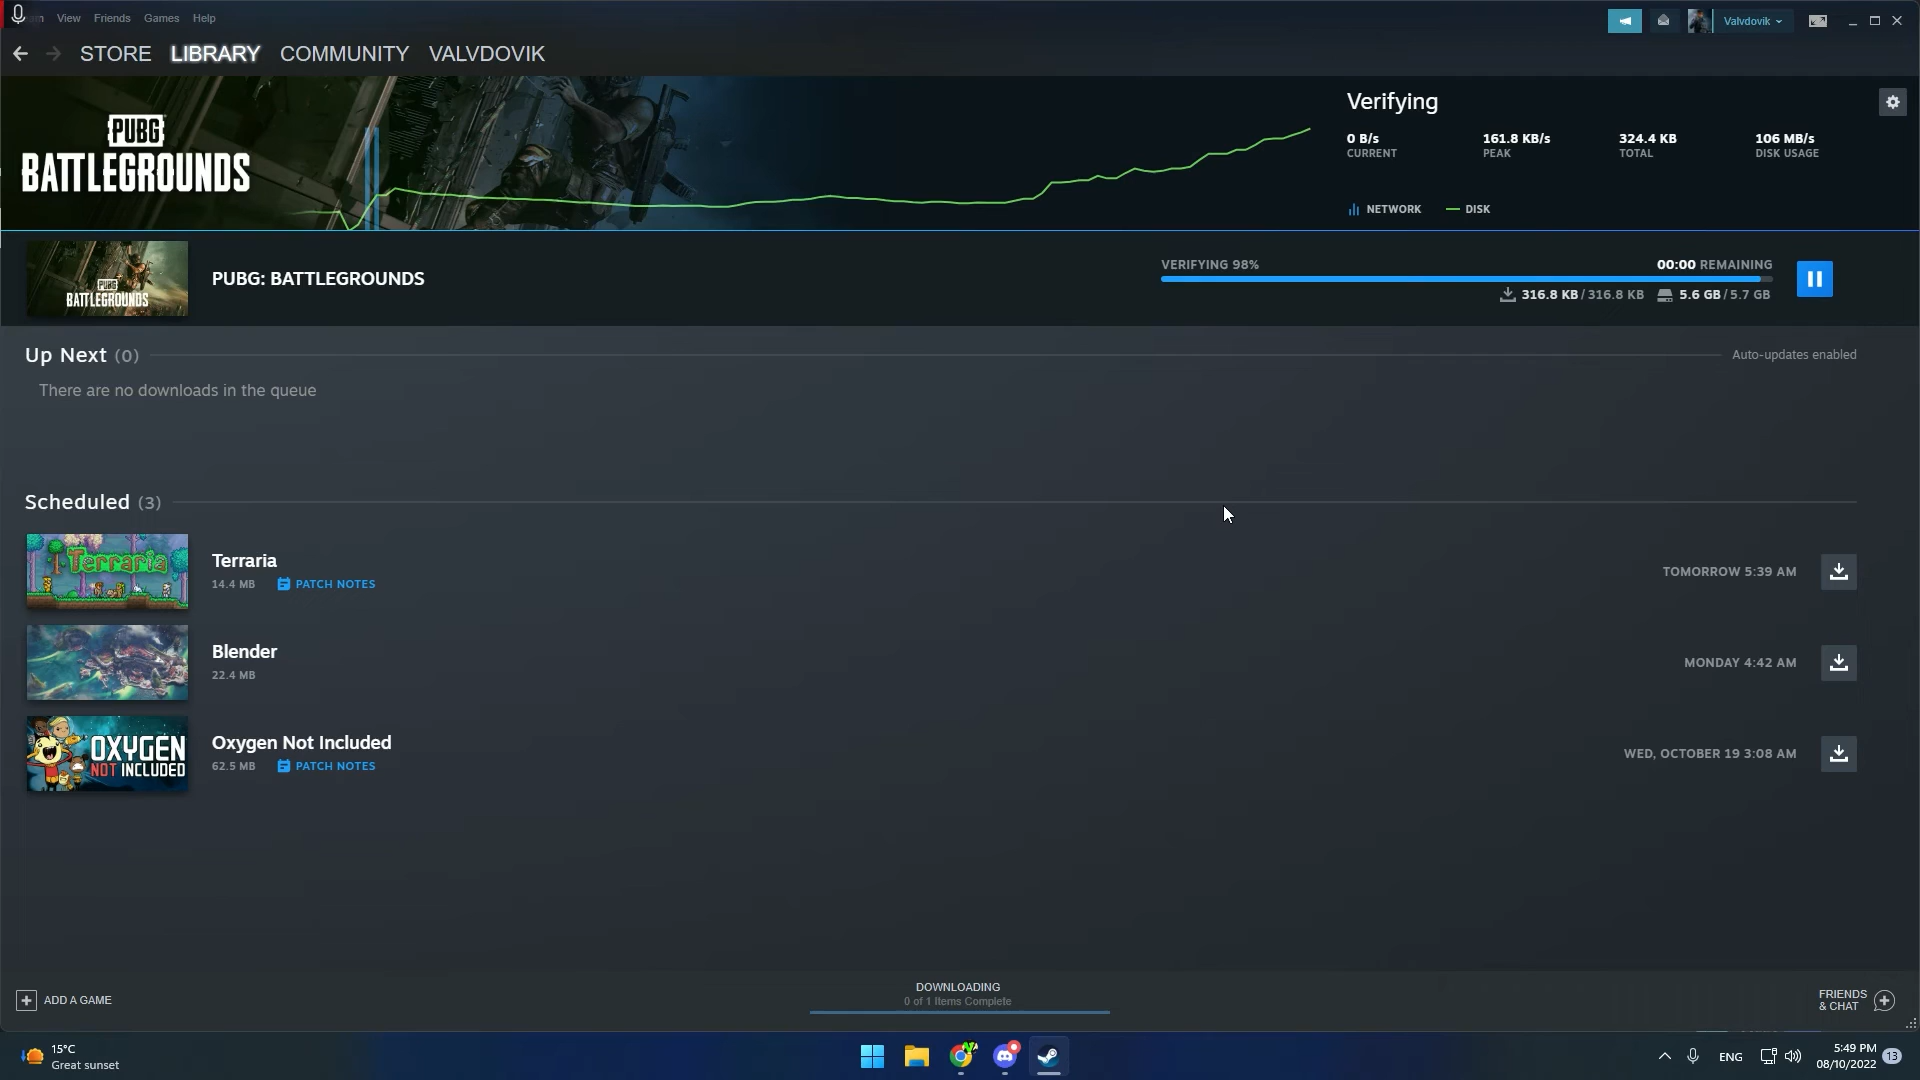 View Friends Games Help
Valvdovik
STORE LIBRARY COMMUNITY VALVDOVIK
PUBG
BATTLEGROUNDS
Verifying
0 B/s 161.8 KB/s 324.4 KB 106 MB/s
CURRENT PEAK TOTAL DISK USAGE
NETWORK DISK
PUBG
BATTLEGROUNDS
PUBG: BATTLEGROUNDS
VERIFYING 98% 00:00 REMAINING
316.8 KB / 316.8 KB 5.6 GB / 5.7 GB
Up Next (0) Auto-updates enabled
There are no downloads in the queue
Scheduled (3)
Terraria
Terraria
14.4 MB PATCH NOTES
TOMORROW 5:39 AM
Blender
22.4 MB
MONDAY 4:42 AM
OXYGEN
NOT INCLUDED
Oxygen Not Included
62.5 MB PATCH NOTES
WED, OCTOBER 19 3:08 AM
ADD A GAME
DOWNLOADING
0 of 1 Items Complete
FRIENDS
& CHAT
15°C
Great sunset
ENG
5:49 PM
08/10/2022
13